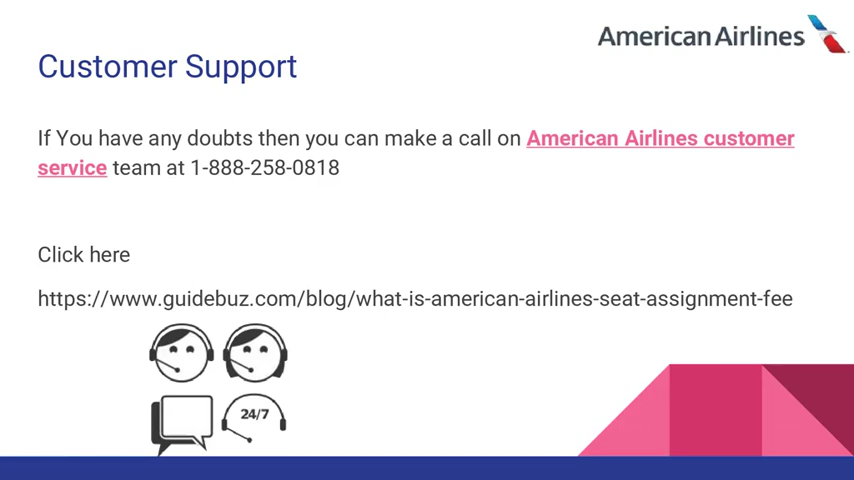 American Airlines
Customer Support
If You have any doubts then you can make a call on American Airlines customer
service team at 1-888-258-0818
Click here
https://www.guidebuz.com/blog/what-is-american-airlines-seat-assignment-fee
24/7